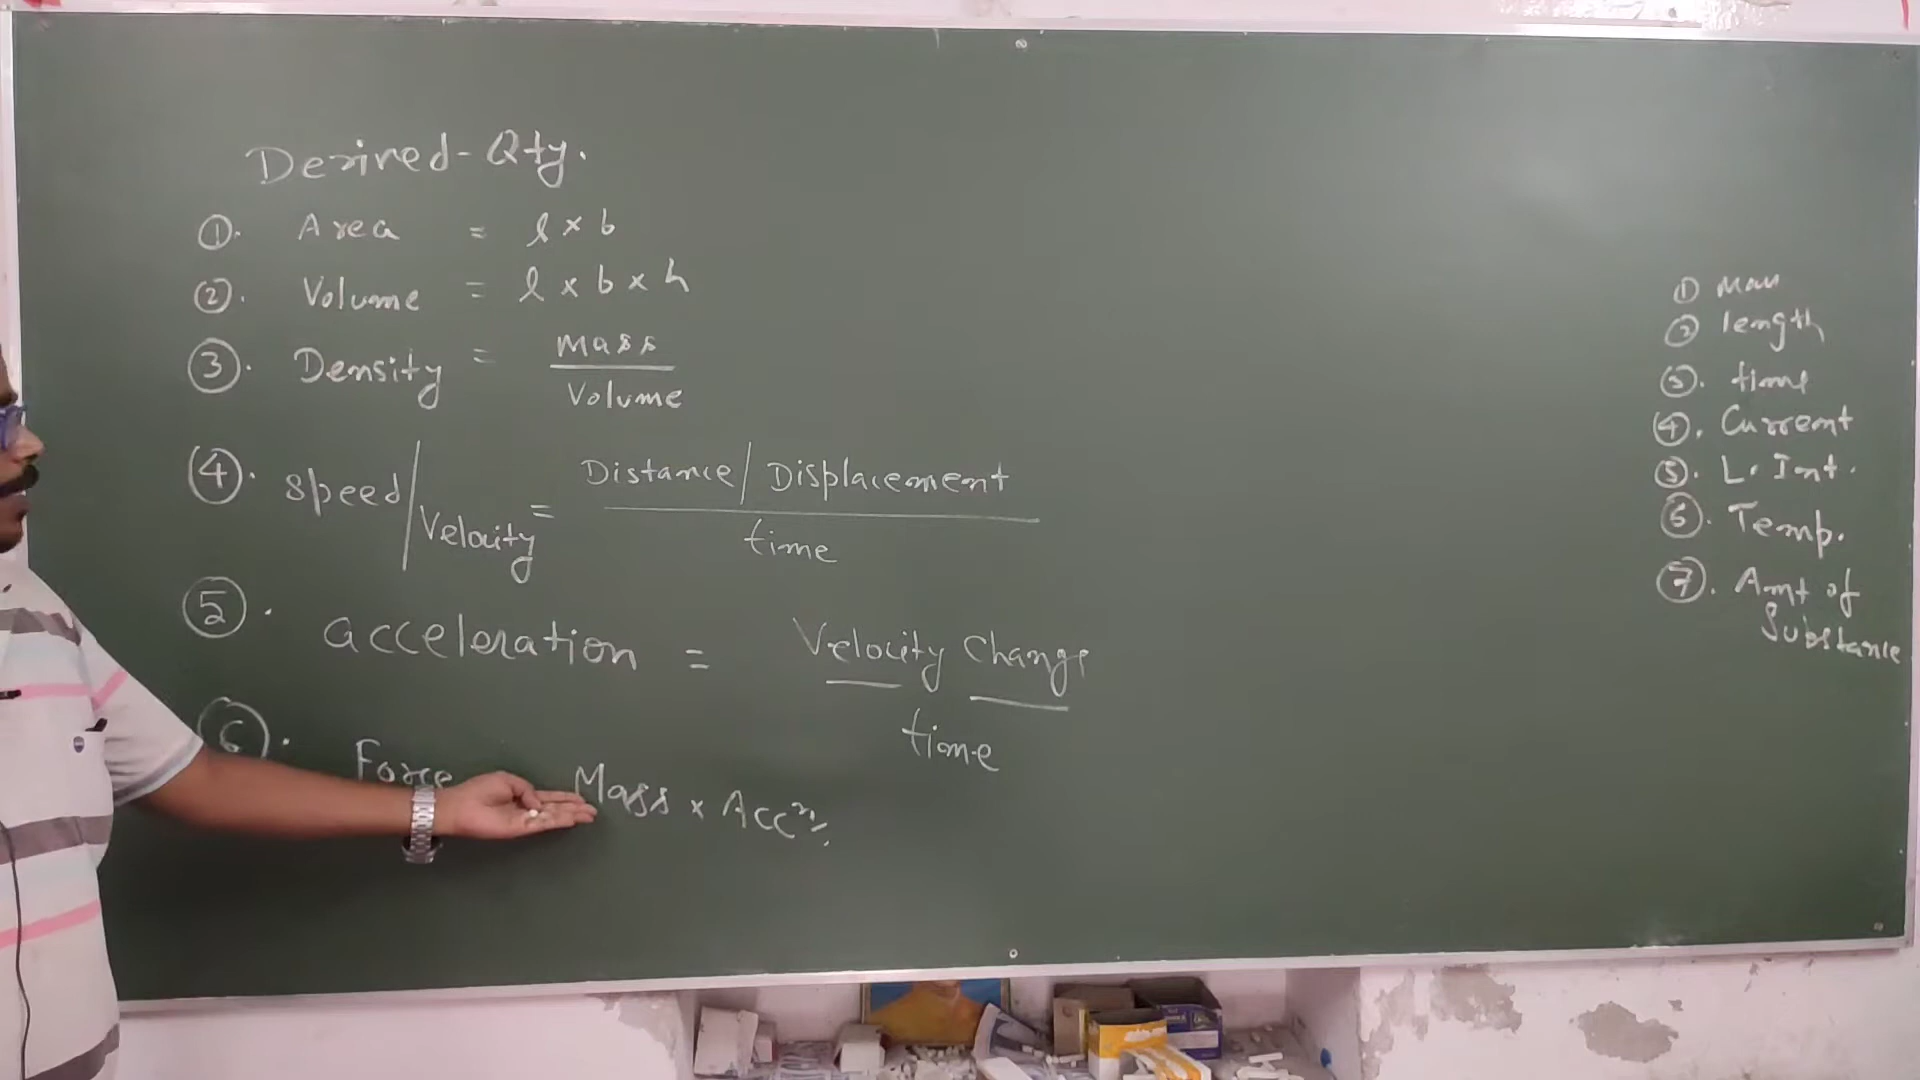 Derived-Qty.
①. Area = l × b
②. Volume = l × b × h
③. Density = Mass
Volume
④. Speed/Velocity = Distance/Displacement
time
⑤. acceleration = Velocity Change
time
⑥. Force Mass × Accⁿ.
① Mass
② length
③. time
④. Current
⑤. L. Int.
⑥. Temp.
⑦. Amt of
Substance